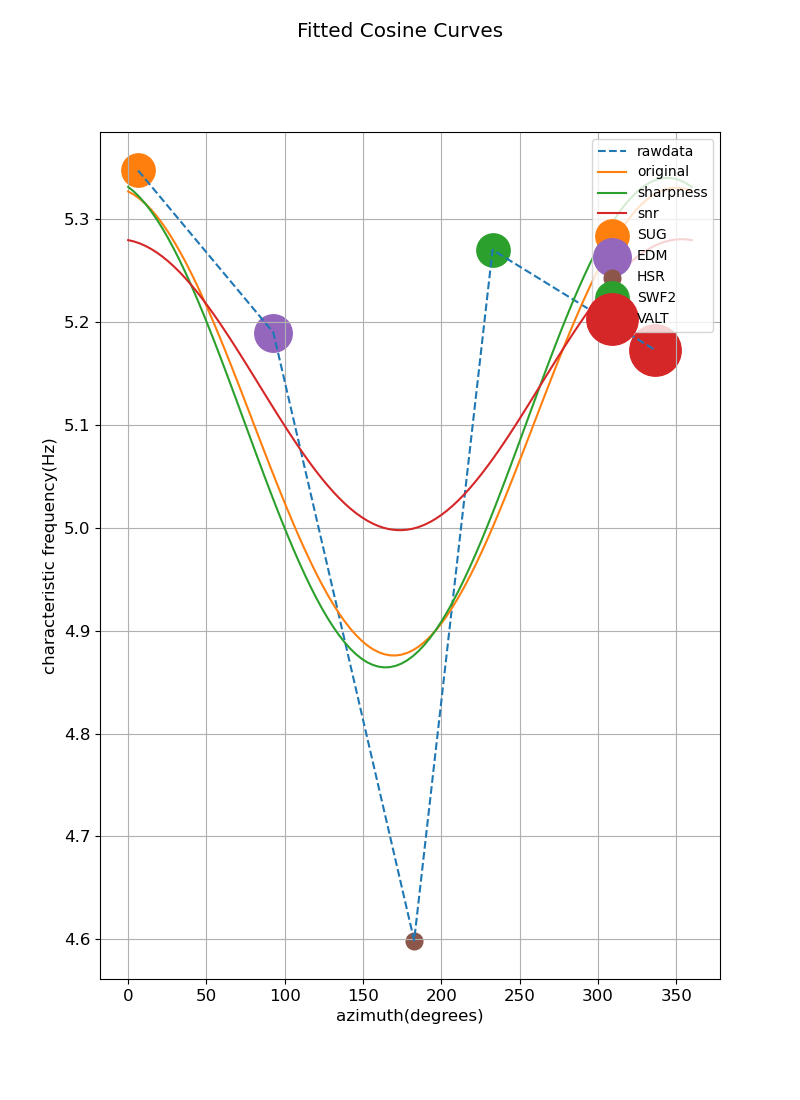 Fitted Cosine Curves
rawdata
original
sharpness
snr
SUG
EDM
HSR
SWF2
VALT
5.3
5.2
5.1
5.0
4.9
4.8
4.7
4.6
characteristic frequency(Hz)
0 50 100 150 200 250 300 350
azimuth(degrees)